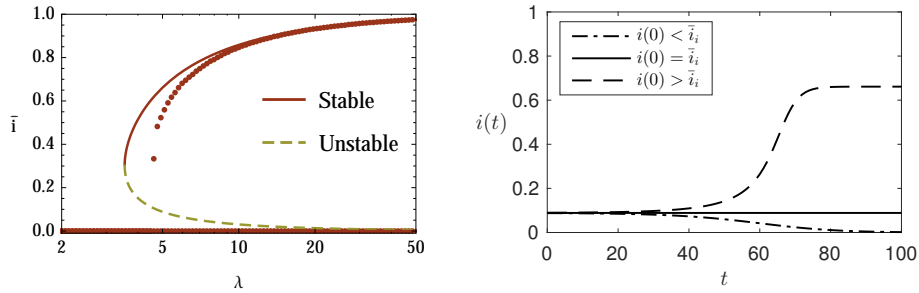 1.0
0.8
0.6
0.4
0.2
0.0
ī
Stable
Unstable
2 5 10 20 50
λ
1
0.8
0.6
0.4
0.2
0
i(t)
i(0) < ī_i
i(0) = ī_i
i(0) > ī_i
0 20 40 60 80 100
t